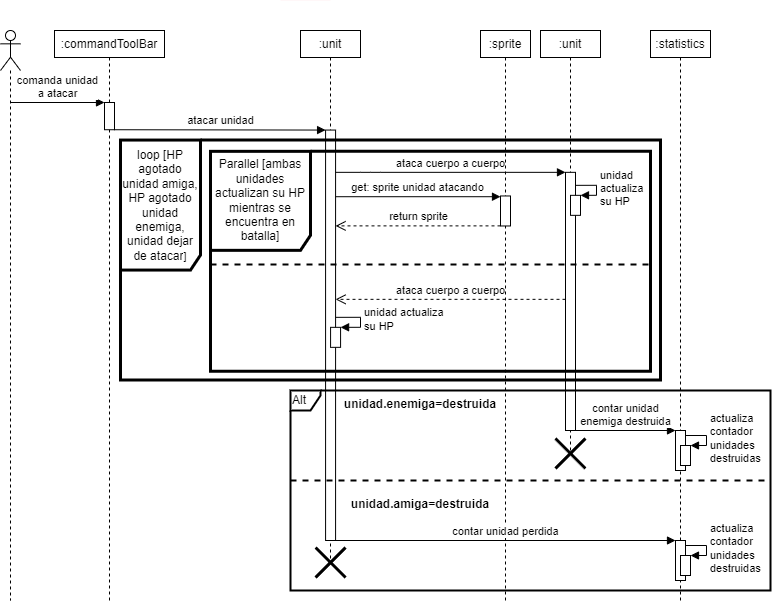 :commandToolBar
:unit
:sprite
:unit
:statistics
comanda unidad
a atacar
atacar unidad
loop [HP
agotado
unidad amiga,
HP agotado
unidad
enemiga,
unidad dejar
de atacar]
Parallel [ambas
unidades
actualizan su HP
mientras se
encuentra en
batalla]
ataca cuerpo a cuerpo
unidad
actualiza
su HP
get: sprite unidad atacando
return sprite
ataca cuerpo a cuerpo
unidad actualiza
su HP
Alt
unidad.enemiga=destruida
contar unidad
enemiga destruida
actualiza
contador
unidades
destruidas
unidad.amiga=destruida
contar unidad perdida
actualiza
contador
unidades
destruidas